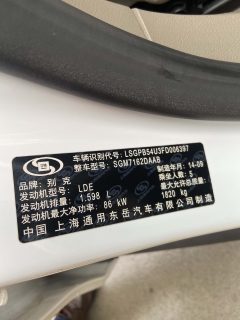 车辆识别代号: LSGPB54U3FD006397
整车型号: SGM7162DAAB
品牌: 别克 制造年月: 14-09
发动机型号: LDE 乘坐人数: 5
发动机排量: 1.598 L 最大允许总质量:
发动机最大净功率: 86 kW 1820 kg
中国 上海通用东岳汽车有限公司制造